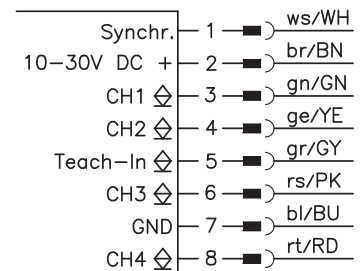 Synchr. 1 ws/WH
10-30V DC + 2 br/BN
CH1 3 gn/GN
CH2 4 ge/YE
Teach-In 5 gr/GY
CH3 6 rs/PK
GND 7 bl/BU
CH4 8 rt/RD